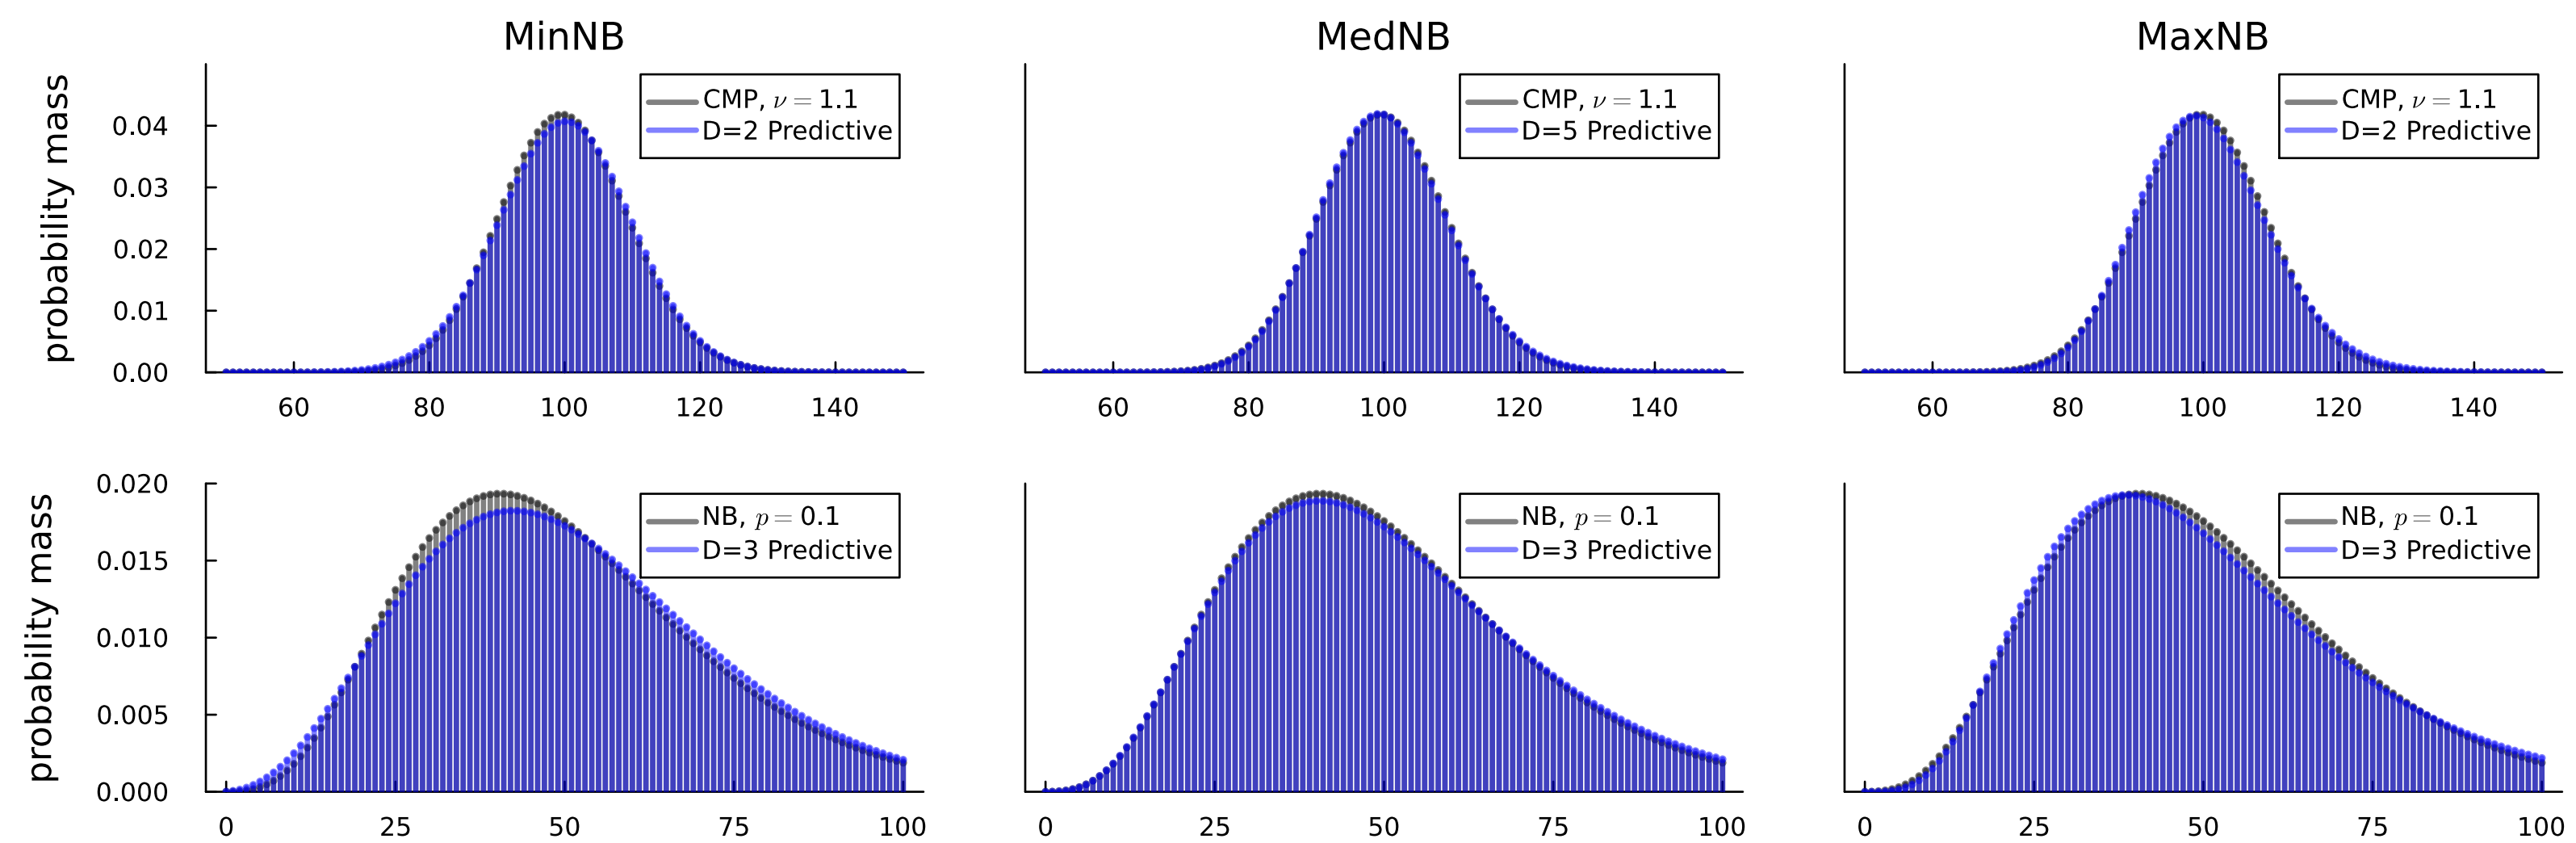 MinNB
MedNB
MaxNB
probability mass
0.04
0.03
0.02
0.01
0.00
CMP, ν = 1.1
D=2 Predictive
CMP, ν = 1.1
D=5 Predictive
CMP, ν = 1.1
D=2 Predictive
60 80 100 120 140
60 80 100 120 140
60 80 100 120 140
probability mass
0.020
0.015
0.010
0.005
0.000
NB, p = 0.1
D=3 Predictive
NB, p = 0.1
D=3 Predictive
NB, p = 0.1
D=3 Predictive
0 25 50 75 100
0 25 50 75 100
0 25 50 75 100